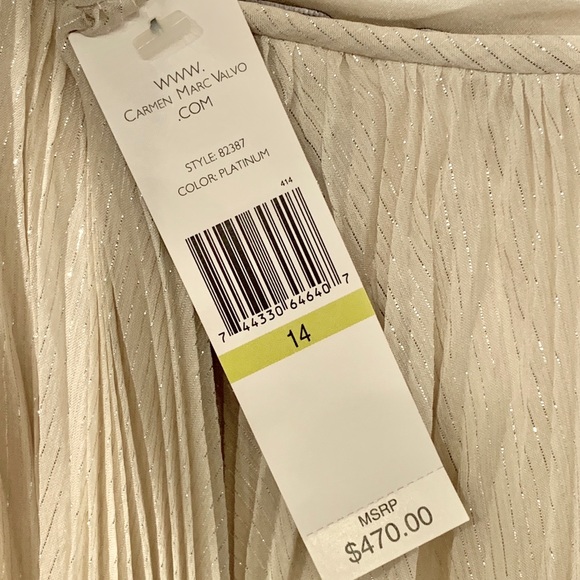 WWW.
CARMEN MARC VALVO
.COM
STYLE: 82387
COLOR: PLATINUM
414
7 44330 64640 7
14
MSRP
$470.00